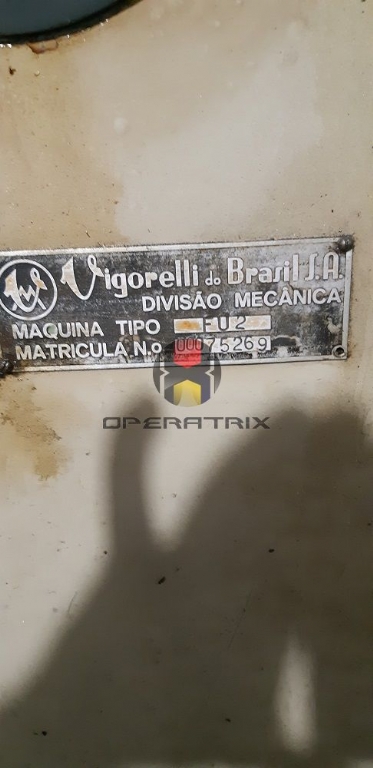 Vigorelli do Brasil S.A.
DIVISÃO MECÂNICA
MAQUINA TIPO FU2
MATRICULA N.o 00075269
OPERATRIX